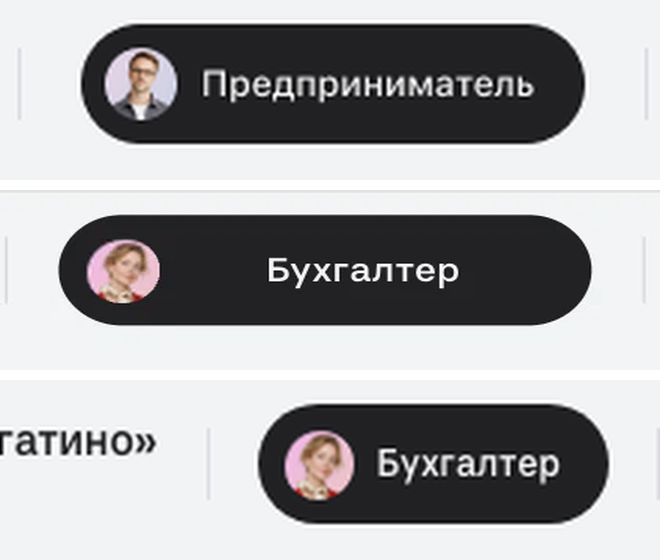 Предприниматель
Бухгалтер
гатино» Бухгалтер